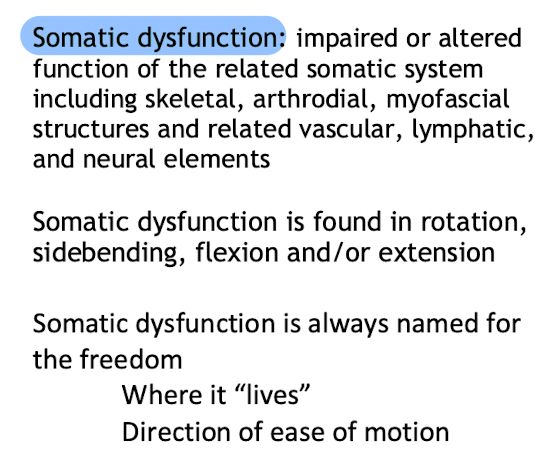 Somatic dysfunction: impaired or altered
function of the related somatic system
including skeletal, arthrodial, myofascial
structures and related vascular, lymphatic,
and neural elements
Somatic dysfunction is found in rotation,
sidebending, flexion and/or extension
Somatic dysfunction is always named for
the freedom
Where it “lives”
Direction of ease of motion